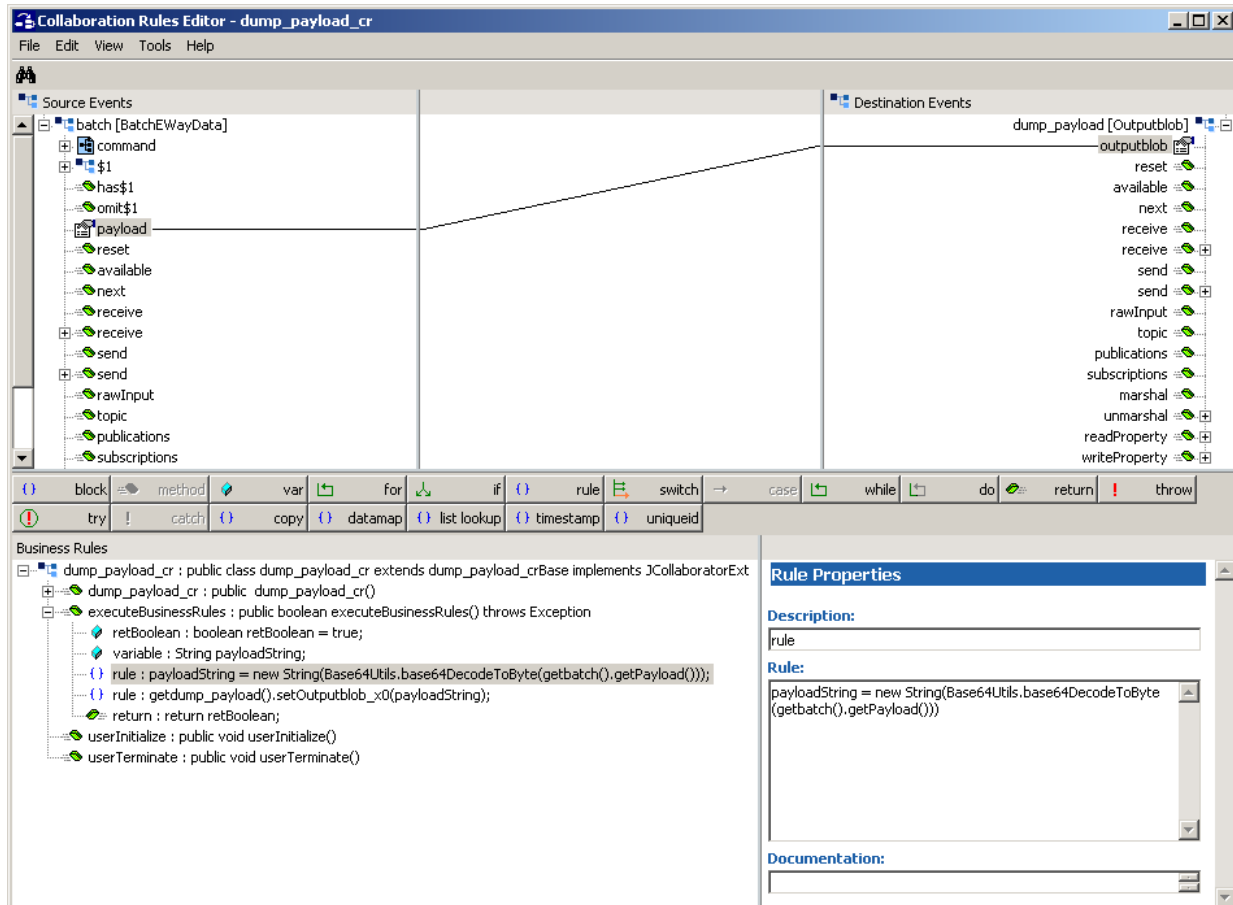 Collaboration Rules Editor - dump_payload_cr
File Edit View Tools Help
Source Events
Destination Events
batch [BatchEWayData]
command
$1
has$1
omit$1
payload
reset
available
next
receive
receive
send
send
rawInput
topic
publications
subscriptions
dump_payload [Outputblob]
outputblob
reset
available
next
receive
receive
send
send
rawInput
topic
publications
subscriptions
marshal
unmarshal
readProperty
writeProperty
{} block method var for if {} rule switch case while do return throw
try catch {} copy {} datamap {} list lookup {} timestamp {} uniqueid
Business Rules
dump_payload_cr : public class dump_payload_cr extends dump_payload_crBase implements JCollaboratorExt
dump_payload_cr : public dump_payload_cr()
executeBusinessRules : public boolean executeBusinessRules() throws Exception
retBoolean : boolean retBoolean = true;
variable : String payloadString;
{} rule : payloadString = new String(Base64Utils.base64DecodeToByte(getbatch().getPayload()));
{} rule : getdump_payload().setOutputblob_x0(payloadString);
return : return retBoolean;
userInitialize : public void userInitialize()
userTerminate : public void userTerminate()
Rule Properties
Description:
rule
Rule:
payloadString = new String(Base64Utils.base64DecodeToByte
(getbatch().getPayload()))
Documentation: